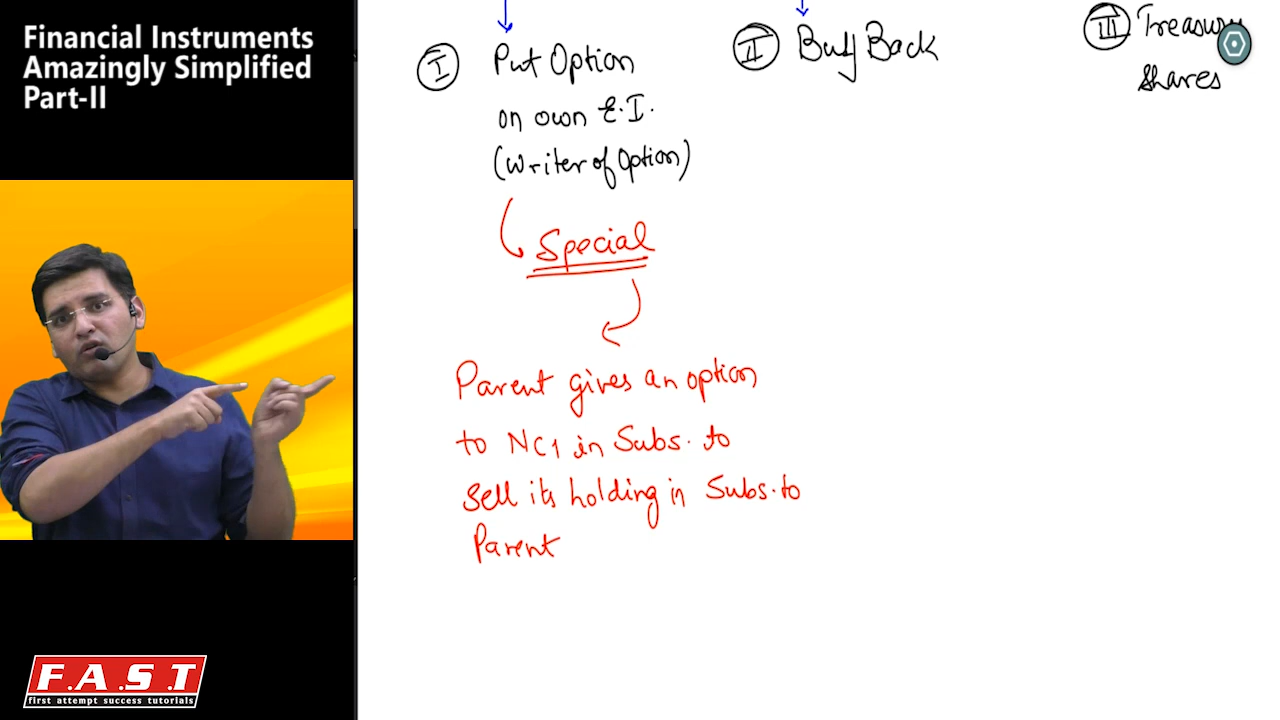 Financial Instruments
Amazingly Simplified
Part-II
I Put Option
on own E.I.
(Writer of Option)
Special
Parent gives an option
to NCI in Subs. to
Sell its holding in Subs. to
Parent
II Buy Back
III Treasury
Shares
F.A.S.T
first attempt success tutorials